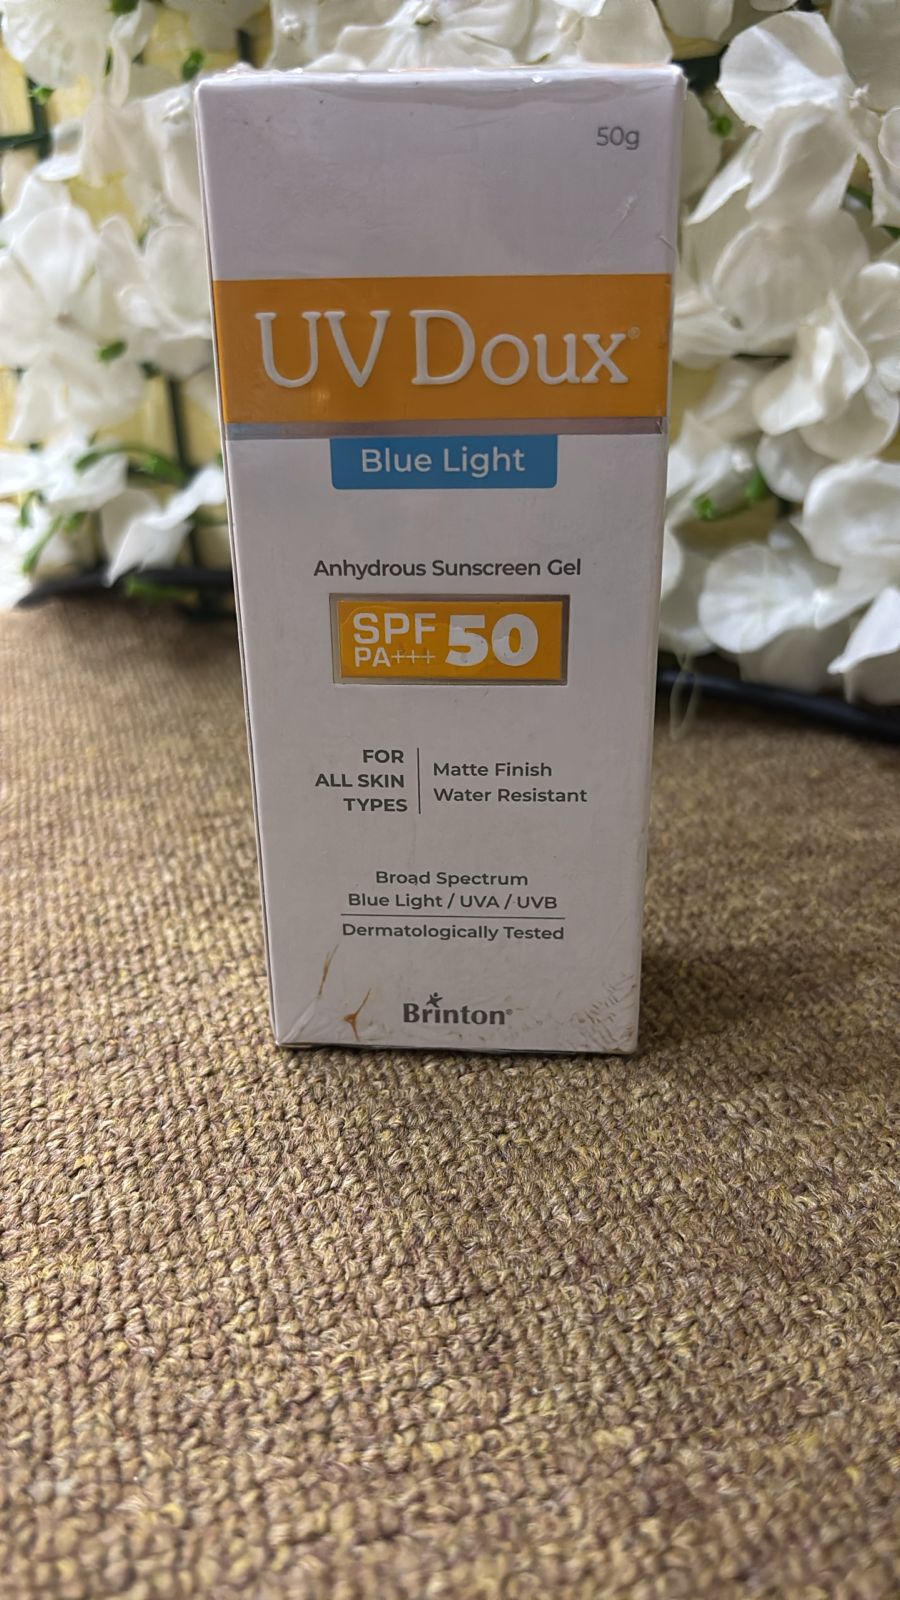 50g
UV Doux®
Blue Light
Anhydrous Sunscreen Gel
SPF 50
PA+++
FOR
ALL SKIN
TYPES
Matte Finish
Water Resistant
Broad Spectrum
Blue Light / UVA / UVB
Dermatologically Tested
Brinton®